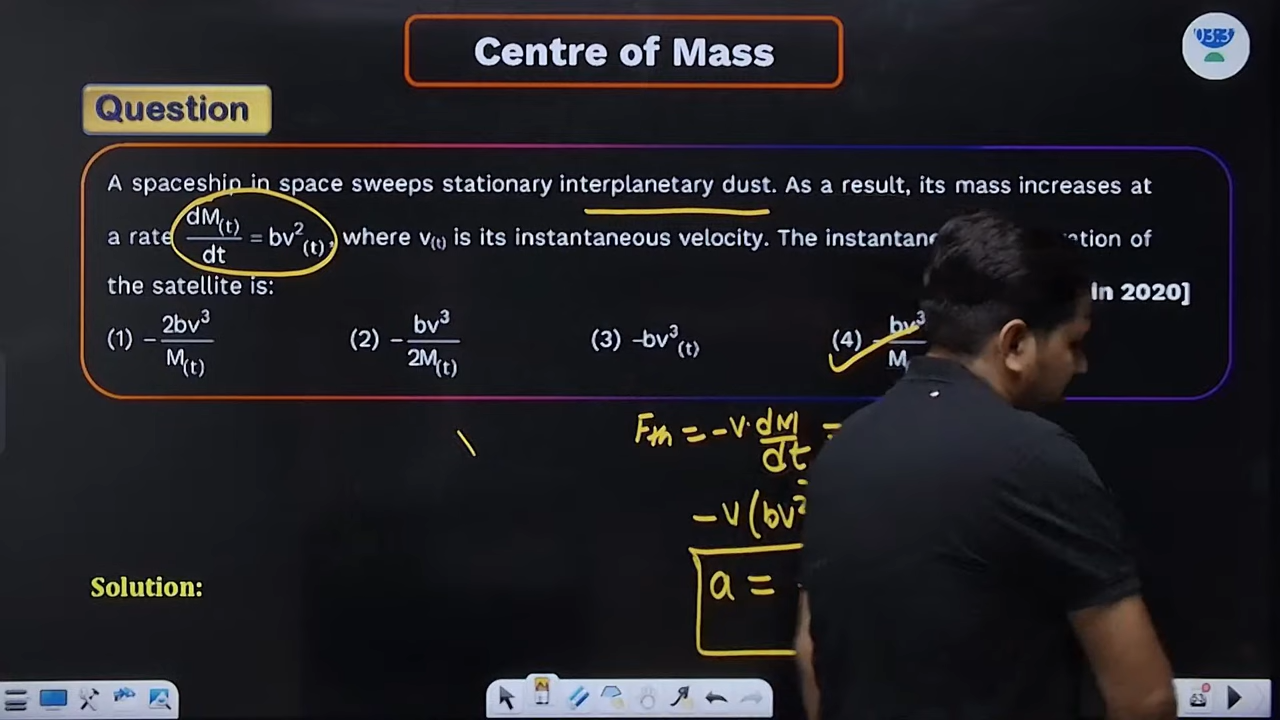 Centre of Mass
Question
A spaceship in space sweeps stationary interplanetary dust. As a result, its mass increases at
a rate dM(t)/dt = bv²(t), where v(t) is its instantaneous velocity. The of
the satellite is: in 2020]
(1) -2bv³/M(t) (2) -bv³/2M(t) (3) -bv³(t) (4) -bv³/M
Fth = -v·dM/dt =
-v(bv²
a =
Solution: